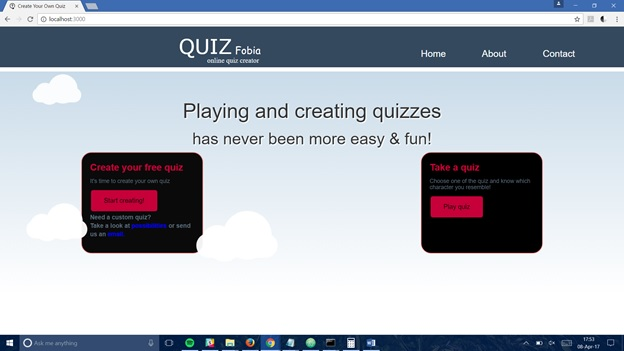 Create Your Own Quiz
localhost:3000
QUIZ Fobia
online quiz creator
Home About Contact
Playing and creating quizzes
has never been more easy & fun!
Create your free quiz
It's time to create your own quiz
Start creating!
Need a custom quiz?
Take a look at possibilities or send
us an email.
Take a quiz
Choose one of the quiz and know which
character you resemble!
Play quiz
Ask me anything
17:53
08-Apr-17